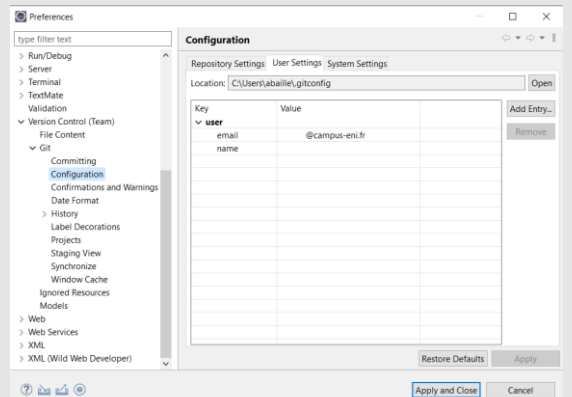 Preferences
type filter text
Configuration
Run/Debug
Server
Terminal
TextMate
Validation
Version Control (Team)
File Content
Git
Committing
Configuration
Confirmations and Warnings
Date Format
History
Label Decorations
Projects
Staging View
Synchronize
Window Cache
Ignored Resources
Models
Web
Web Services
XML
XML (Wild Web Developer)
Repository Settings User Settings System Settings
Location: C:\Users\abaille\.gitconfig Open
Key Value Add Entry...
user Remove
email @campus-eni.fr
name
Restore Defaults Apply
Apply and Close Cancel